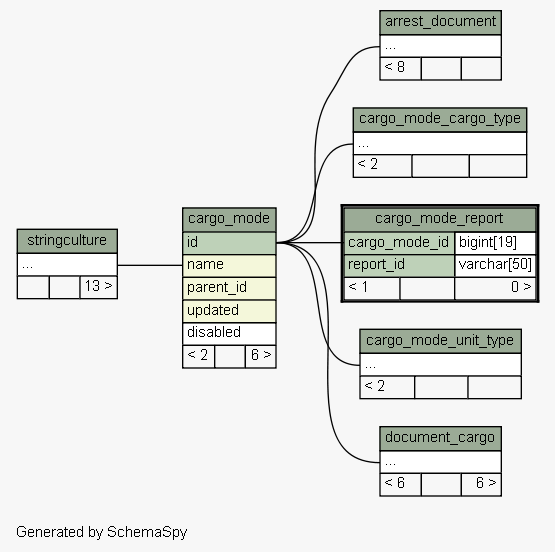 arrest_document
...
< 8
cargo_mode_cargo_type
...
< 2
cargo_mode
id
name
parent_id
updated
disabled
< 2 6 >
stringculture
...
13 >
cargo_mode_report
cargo_mode_id bigint[19]
report_id varchar[50]
< 1 0 >
cargo_mode_unit_type
...
< 2
document_cargo
...
< 6 6 >
Generated by SchemaSpy